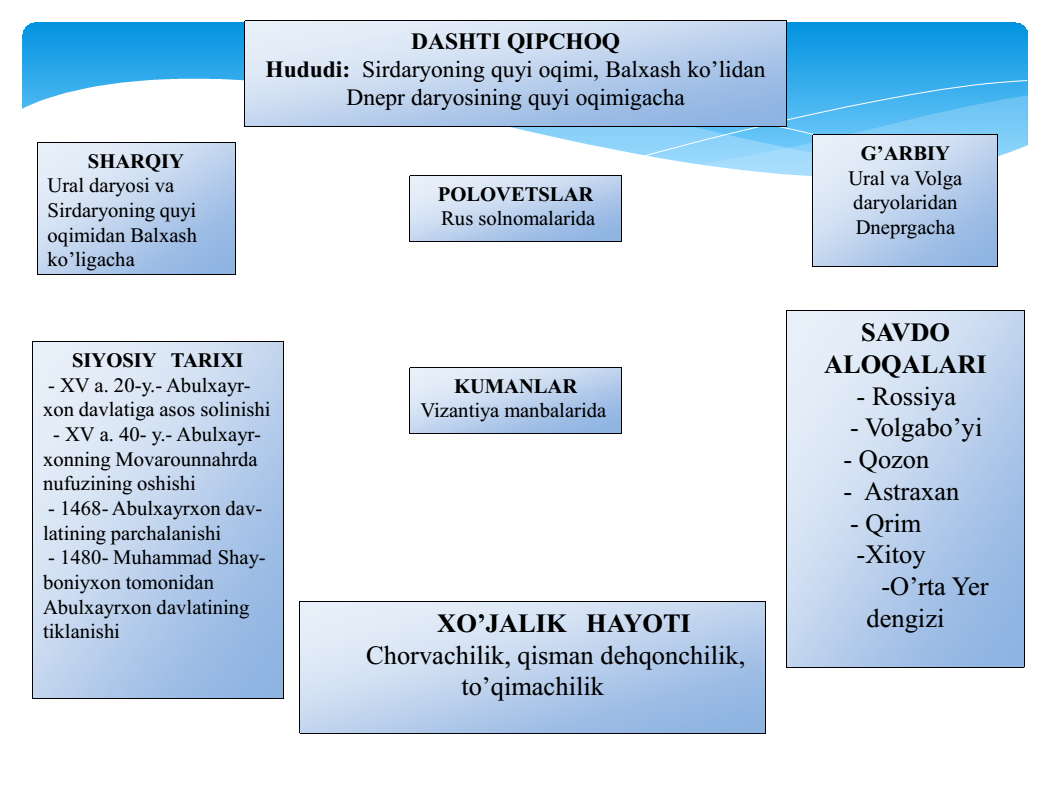 DASHTI QIPCHOQ
Hududi: Sirdaryoning quyi oqimi, Balxash ko’lidan
Dnepr daryosining quyi oqimigacha
SHARQIY
Ural daryosi va
Sirdaryoning quyi
oqimidan Balxash
ko’ligacha
POLOVETSLAR
Rus solnomalarida
G’ARBIY
Ural va Volga
daryolaridan
Dneprgacha
SIYOSIY TARIXI
- XV a. 20-y.- Abulxayr-
xon davlatiga asos solinishi
- XV a. 40- y.- Abulxayr-
xonning Movarounnahrda
nufuzining oshishi
- 1468- Abulxayrxon dav-
latining parchalanishi
- 1480- Muhammad Shay-
boniyxon tomonidan
Abulxayrxon davlatining
tiklanishi
KUMANLAR
Vizantiya manbalarida
SAVDO
ALOQALARI
- Rossiya
- Volgabo’yi
- Qozon
- Astraxan
- Qrim
-Xitoy
-O’rta Yer
dengizi
XO’JALIK HAYOTI
Chorvachilik, qisman dehqonchilik,
to’qimachilik